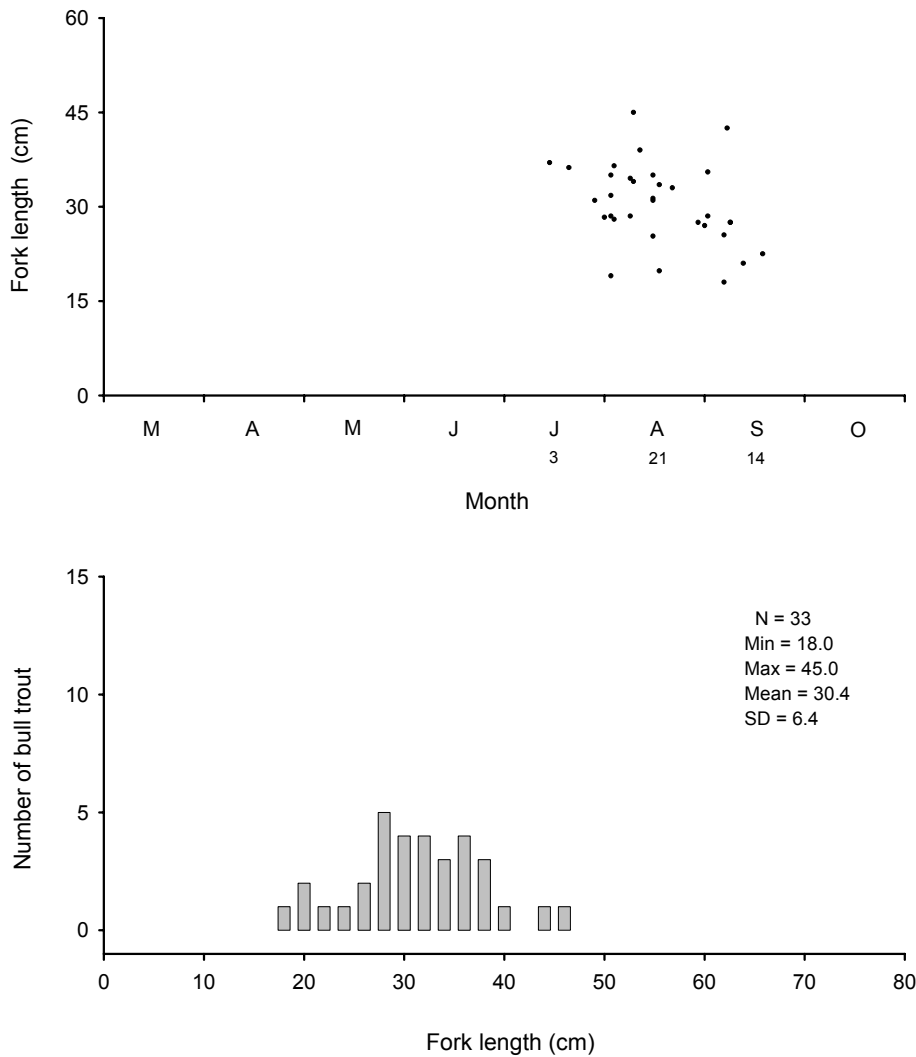 60
45
30
15
0
Fork length (cm)
M A M J J A S O
3 21 14
Month
15
10
5
0
Number of bull trout
N = 33
Min = 18.0
Max = 45.0
Mean = 30.4
SD = 6.4
0 10 20 30 40 50 60 70 80
Fork length (cm)